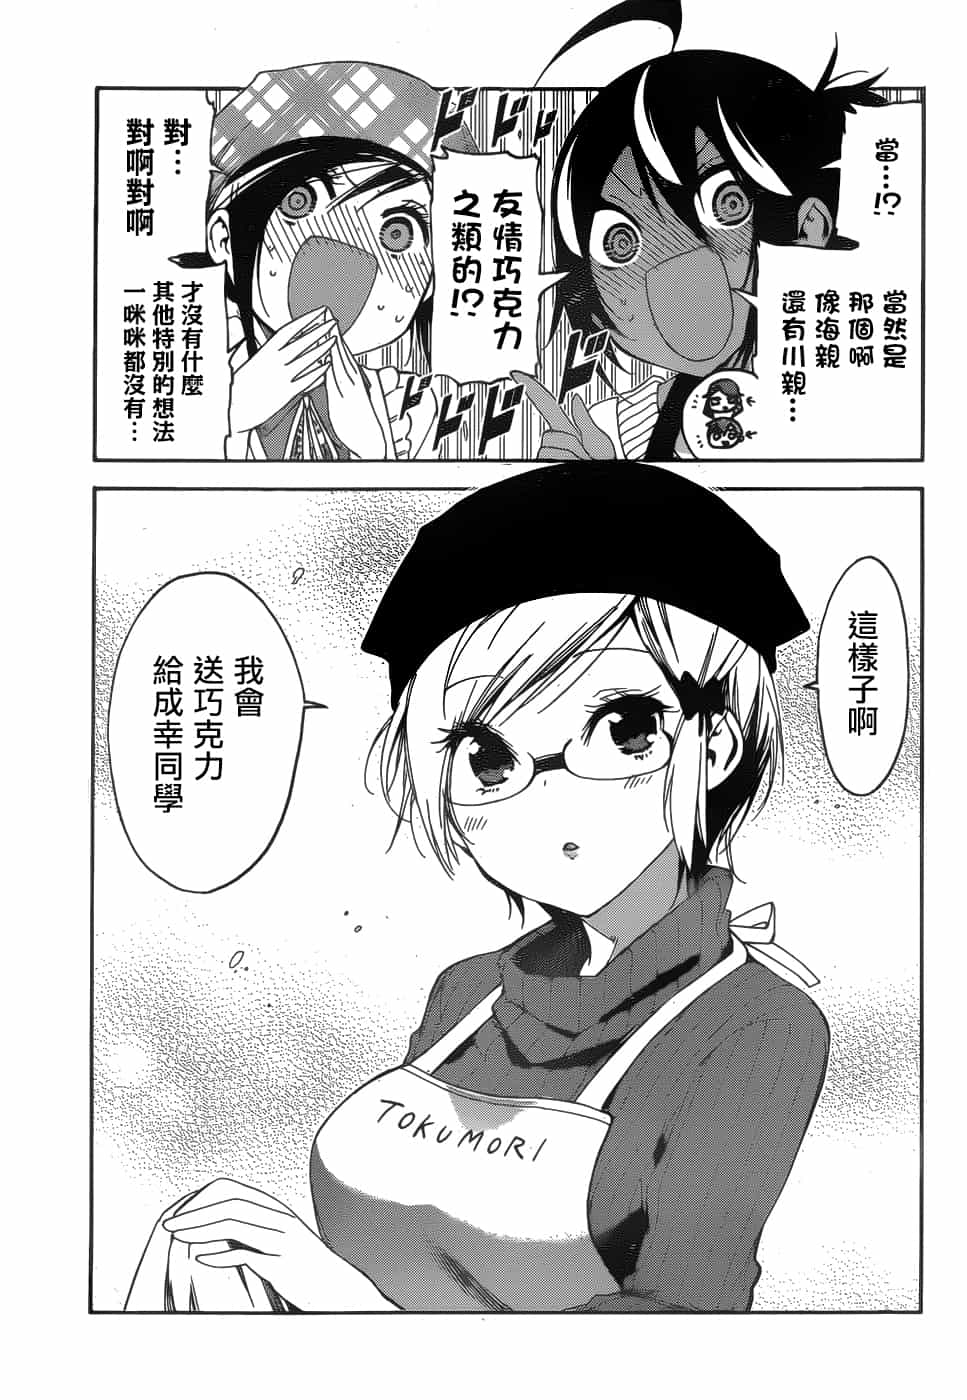 當…!?
當然是
那個啊
像海親
還有川親…
友情巧克力
之類的!?
ドドド
ドドド
對…
對啊對啊
才沒有什麼
其他特別的想法
一咪咪都沒有…
這樣子啊
我會
送巧克力
給成幸同學
TOKUMORI